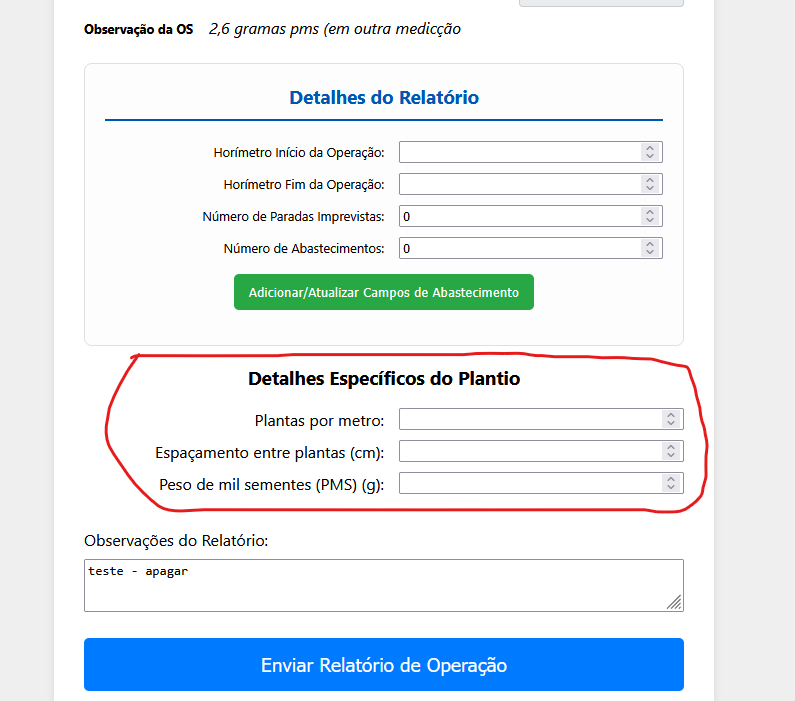 Observação da OS 2,6 gramas pms (em outra medicção
Detalhes do Relatório
Horímetro Início da Operação:
Horímetro Fim da Operação:
Número de Paradas Imprevistas: 0
Número de Abastecimentos: 0
Adicionar/Atualizar Campos de Abastecimento
Detalhes Específicos do Plantio
Plantas por metro:
Espaçamento entre plantas (cm):
Peso de mil sementes (PMS) (g):
Observações do Relatório:
teste - apagar
Enviar Relatório de Operação